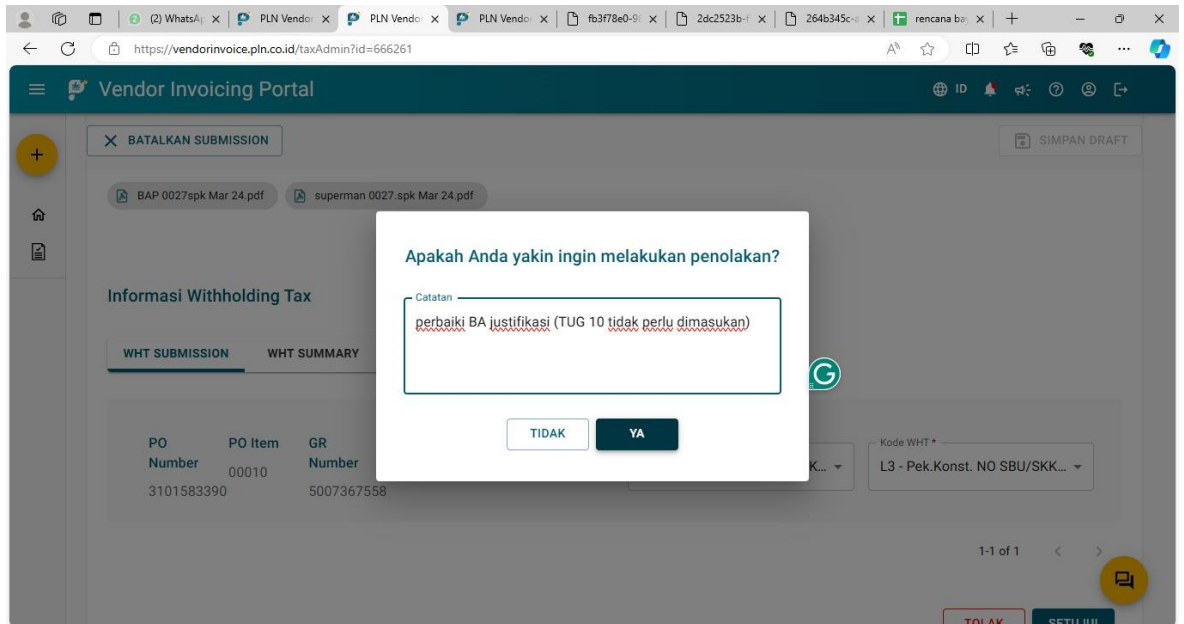 (2) WhatsA
PLN Vendor
PLN Vendor
PLN Vendo
fb3f78e0-9
2dc2523b-f
264b345c-a
rencana ba
https://vendorinvoice.pln.co.id/taxAdmin?id=666261
Vendor Invoicing Portal
ID
BATALKAN SUBMISSION
SIMPAN DRAFT
BAP 0027spk Mar 24.pdf
superman 0027.spk Mar 24.pdf
Apakah Anda yakin ingin melakukan penolakan?
Catatan
perbaiki BA justifikasi (TUG 10 tidak perlu dimasukan)
Informasi Withholding Tax
WHT SUBMISSION
WHT SUMMARY
TIDAK
YA
PO Number
3101583390
PO Item
00010
GR Number
5007367558
K...
Kode WHT *
L3 - Pek.Konst. NO SBU/SKK...
1-1 of 1
TOLAK
SETUJUI